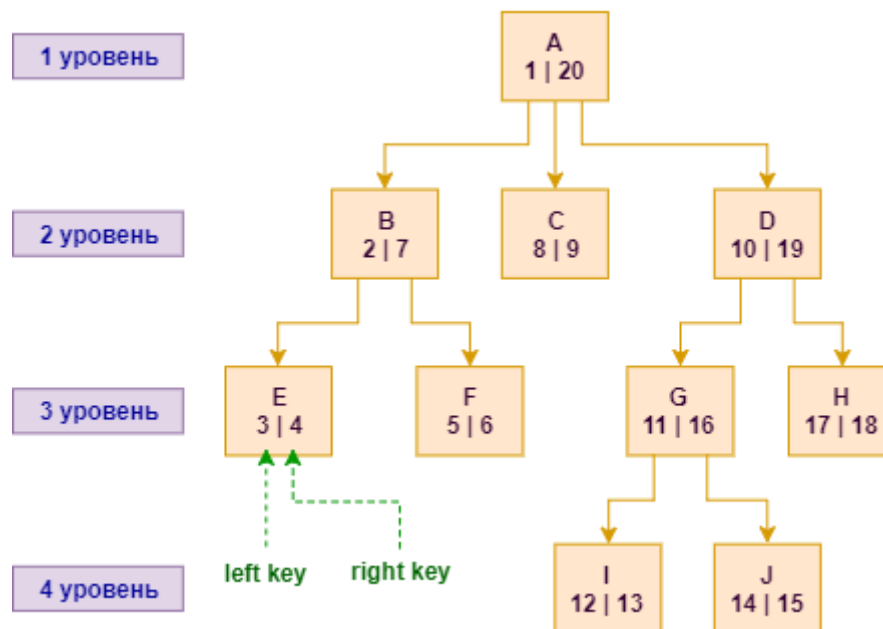 1 уровень
A
1 | 20
2 уровень
B
2 | 7
C
8 | 9
D
10 | 19
3 уровень
E
3 | 4
F
5 | 6
G
11 | 16
H
17 | 18
left key
right key
4 уровень
I
12 | 13
J
14 | 15